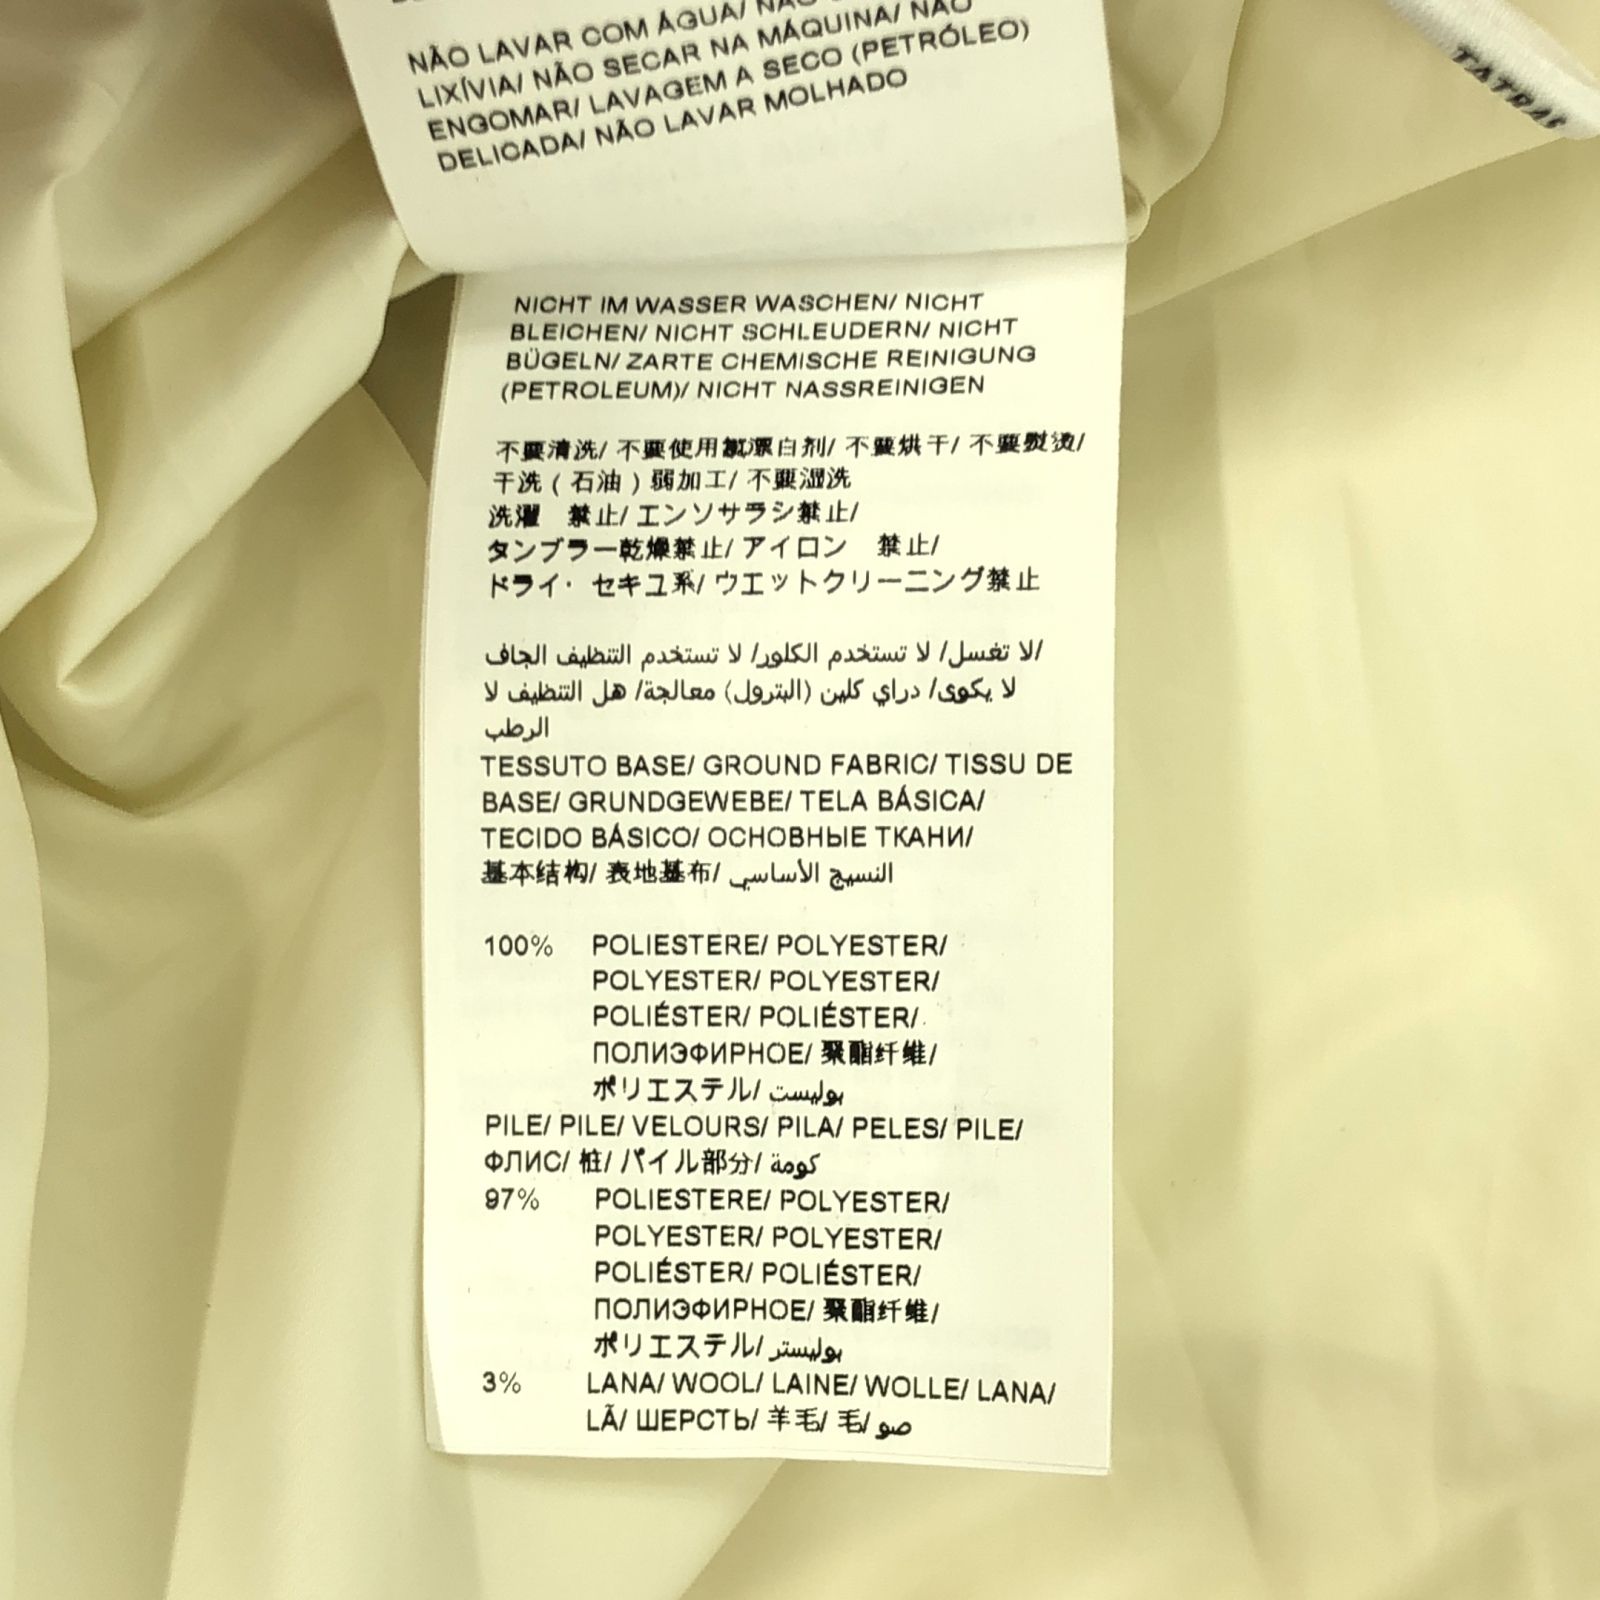 NÃO LAVAR COM ÁGUA/ NÃO
LIXÍVIA/ NÃO SECAR NA MÁQUINA/ NÃO
ENGOMAR/ LAVAGEM A SECO (PETRÓLEO)
DELICADA/ NÃO LAVAR MOLHADO
TATRAS
NICHT IM WASSER WASCHEN/ NICHT
BLEICHEN/ NICHT SCHLEUDERN/ NICHT
BÜGELN/ ZARTE CHEMISCHE REINIGUNG
(PETROLEUM)/ NICHT NASSREINIGEN
不要清洗/ 不要使用氯漂白剂/ 不要烘干/ 不要熨烫/
干洗 ( 石油 ) 弱加工/ 不要湿洗
洗濯　禁止/ エンソサラシ禁止/
タンブラー乾燥禁止/ アイロン　禁止/
ドライ· セキユ系/ ウエットクリーニング禁止
لا تغسل/ لا تستخدم الكلور/ لا تستخدم التنظيف الجاف/
لا يكوى/ دراي كلين (البترول) معالجة/ هل التنظيف لا
الرطب
TESSUTO BASE/ GROUND FABRIC/ TISSU DE
BASE/ GRUNDGEWEBE/ TELA BÁSICA/
TECIDO BÁSICO/ ОСНОВНЫЕ ТКАНИ/
基本结构/ 表地基布/ النسيج الأساسي
100% POLIESTERE/ POLYESTER/
POLYESTER/ POLYESTER/
POLIÉSTER/ POLIÉSTER/
ПОЛИЭФИРНОЕ/ 聚酯纤维/
ポリエステル/ بوليست
PILE/ PILE/ VELOURS/ PILA/ PELES/ PILE/
ФЛИС/ 桩/ パイル部分/ كومة
97% POLIESTERE/ POLYESTER/
POLYESTER/ POLYESTER/
POLIÉSTER/ POLIÉSTER/
ПОЛИЭФИРНОЕ/ 聚酯纤维/
ポリエステル/ بوليستر
3% LANA/ WOOL/ LAINE/ WOLLE/ LANA/
LÃ/ ШЕРСТЬ/ 羊毛/ 毛/ صو